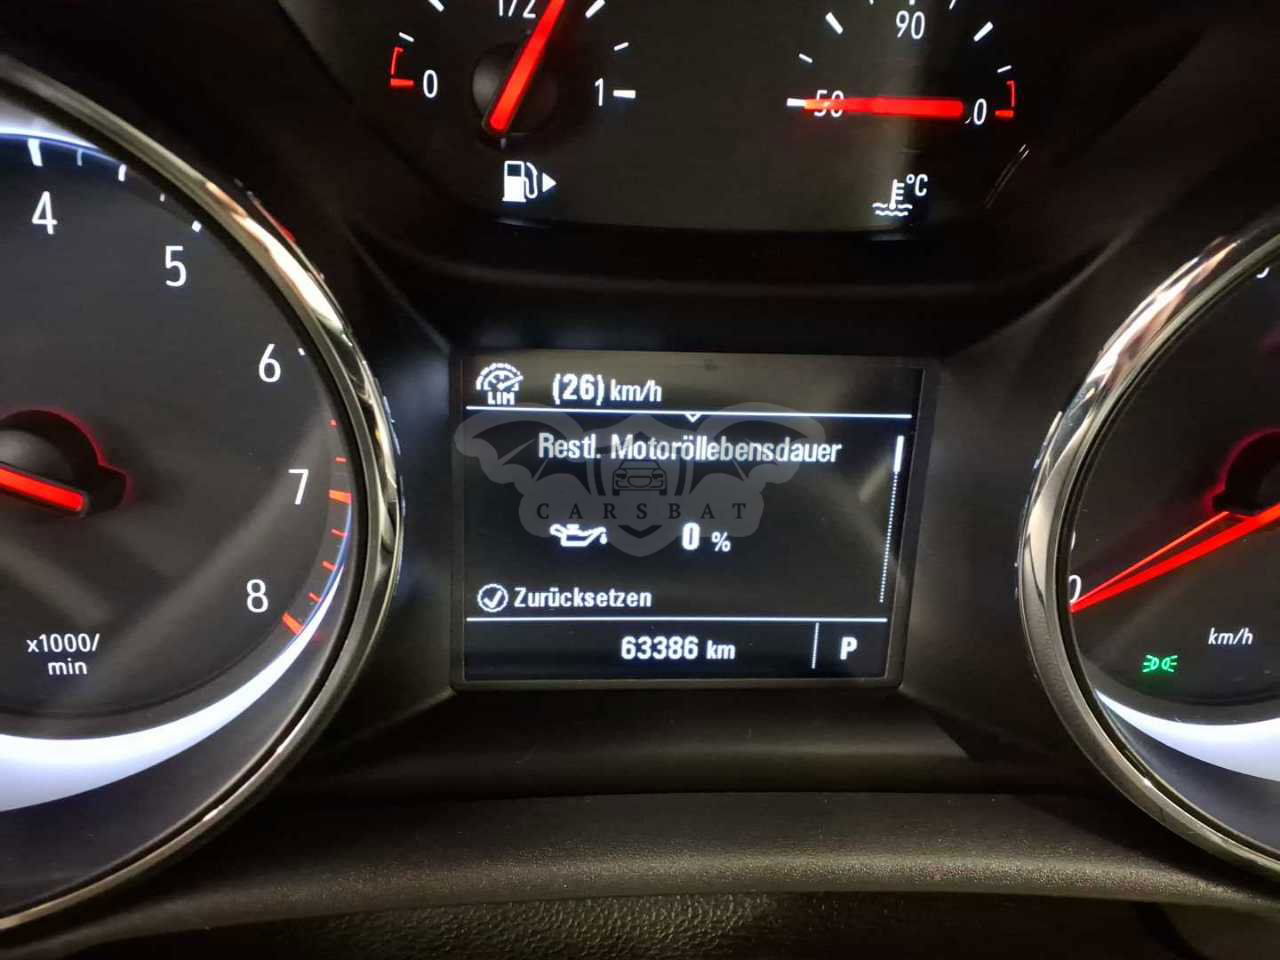 1/2
90
0
1
50
°C
4
5
6
7
8
x1000/
min
LIM (26) km/h
Restl. Motoröllebensdauer
CARSBAT
0 %
Zurücksetzen
63386 km P
0
km/h